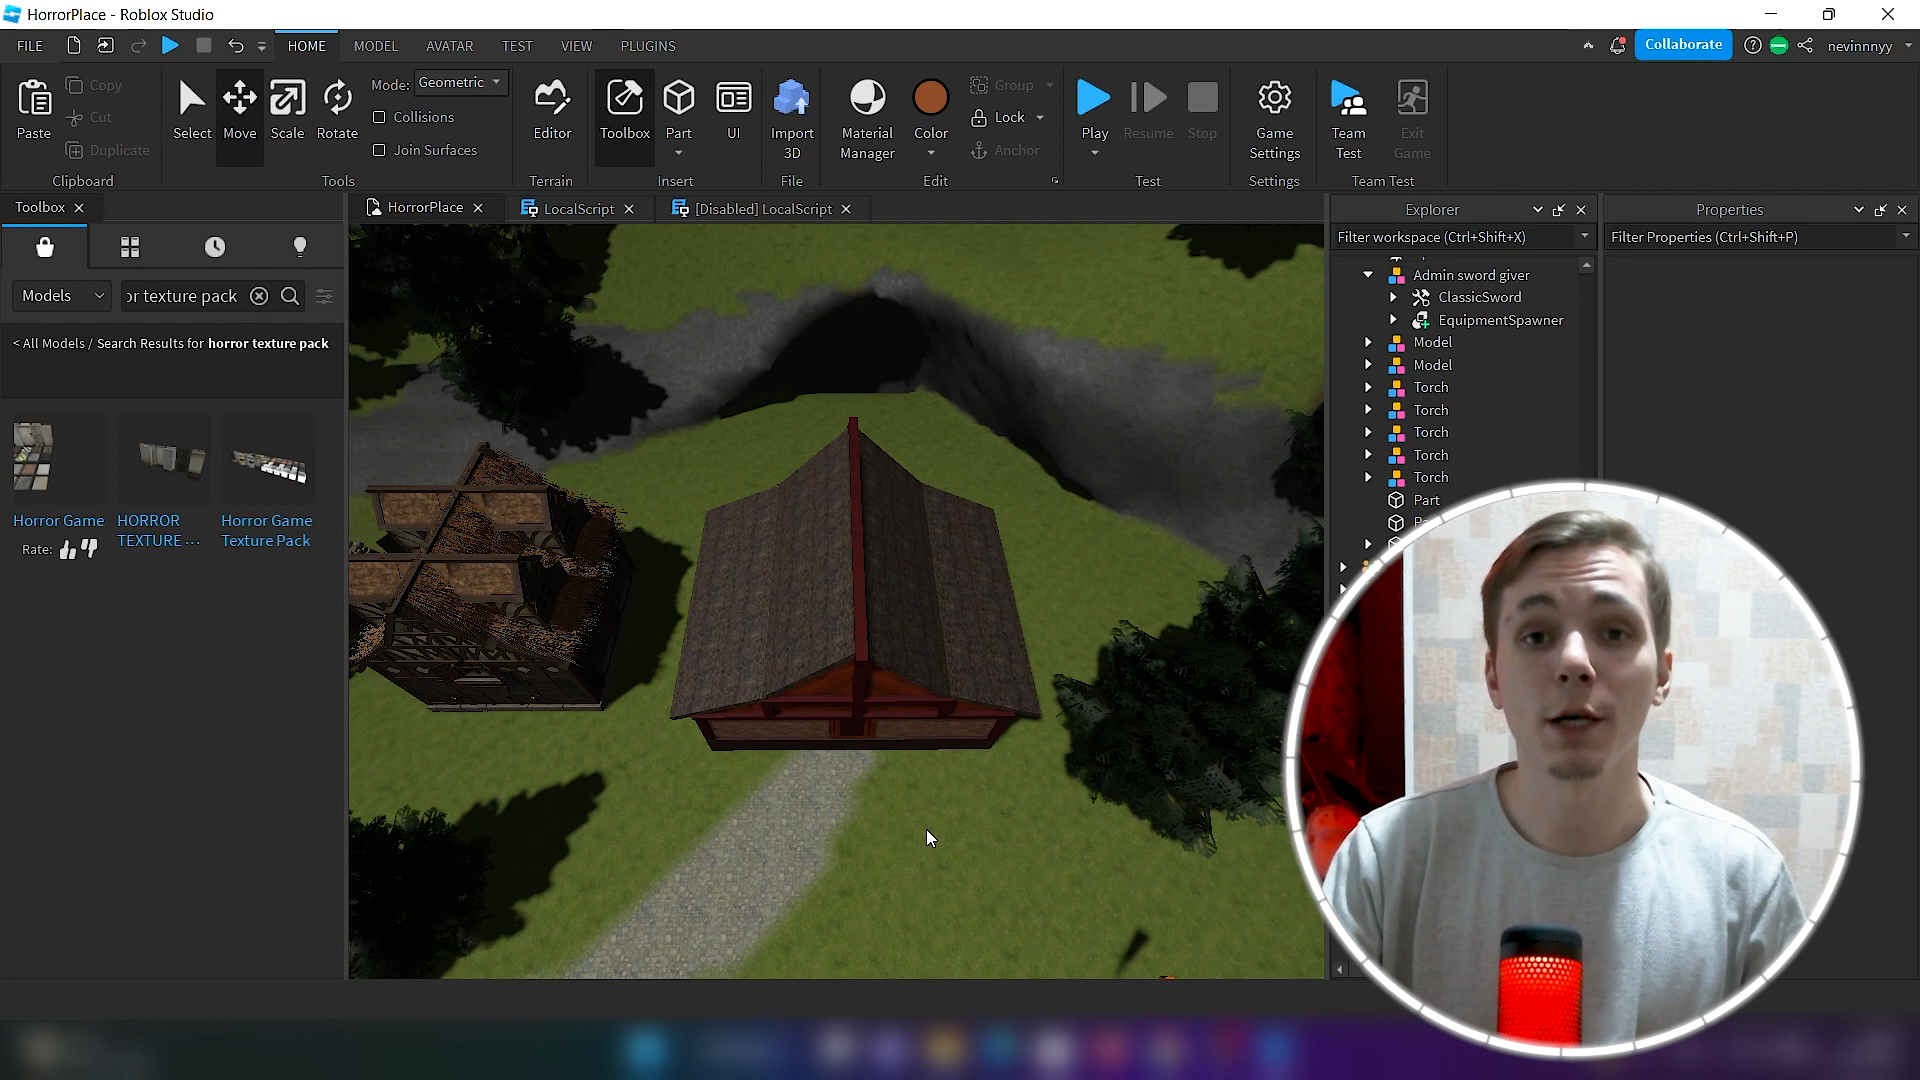 HorrorPlace - Roblox Studio
FILE
HOME
MODEL
AVATAR
TEST
VIEW
PLUGINS
Collaborate
nevinnnyy
Paste
Copy
Cut
Duplicate
Clipboard
Select
Move
Scale
Rotate
Mode: Geometric
Collisions
Join Surfaces
Tools
Editor
Terrain
Toolbox
Part
UI
Insert
Import
3D
File
Material
Manager
Color
Group
Lock
Anchor
Edit
Play
Resume
Stop
Test
Game
Settings
Settings
Team
Test
Exit
Game
Team Test
Toolbox
HorrorPlace
LocalScript
[Disabled] LocalScript
Explorer
Properties
Filter workspace (Ctrl+Shift+X)
Filter Properties (Ctrl+Shift+P)
Models
or texture pack
< All Models / Search Results for horror texture pack
Horror Game
Rate:
HORROR
TEXTURE ...
Horror Game
Texture Pack
Admin sword giver
ClassicSword
EquipmentSpawner
Model
Model
Torch
Torch
Torch
Torch
Torch
Part